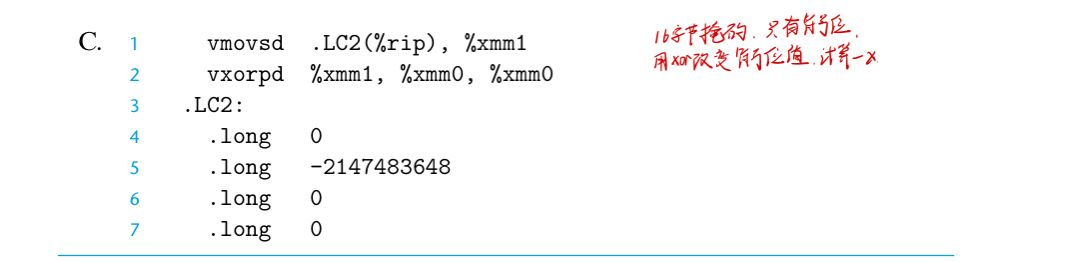 C. 1 vmovsd .LC2(%rip), %xmm1
2 vxorpd %xmm1, %xmm0, %xmm0
3 .LC2:
4 .long 0
5 .long -2147483648
6 .long 0
7 .long 0
16字节掩码. 只有符号位,
用xor改变符号位值. 计算-x